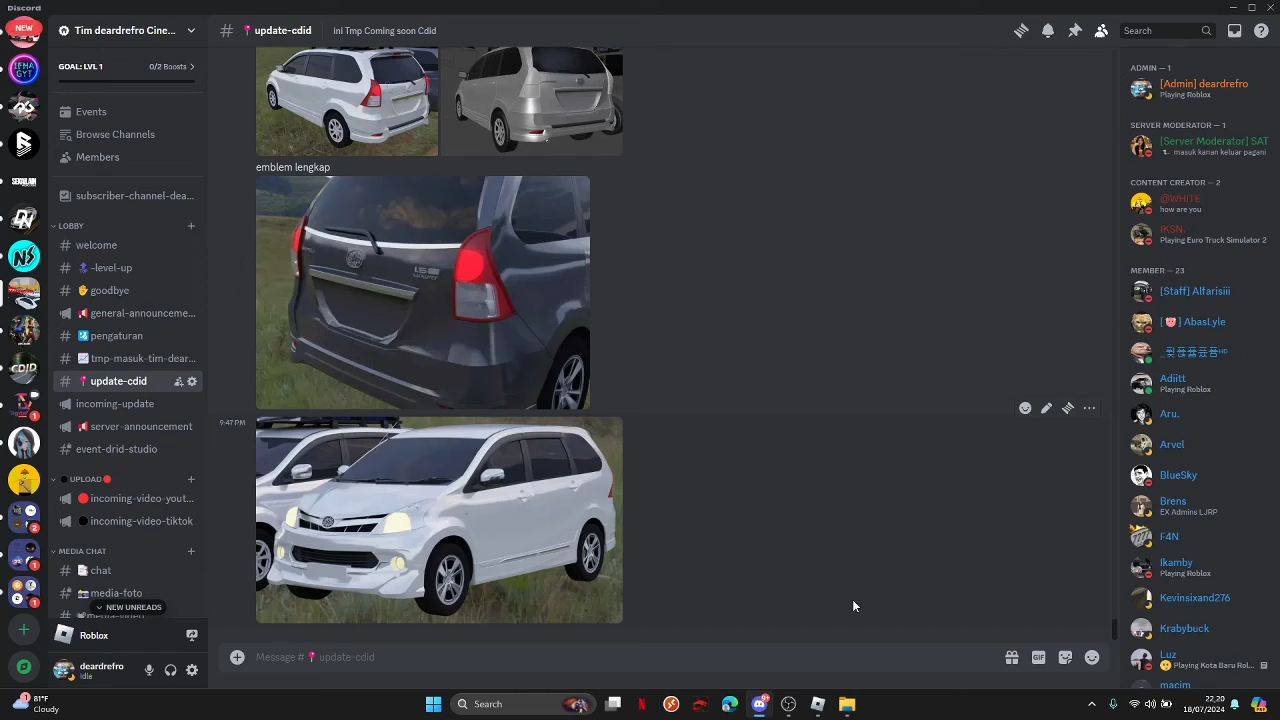 Discord
NEW
Tim deardrefro Cine...
GOAL: LVL 1
0/2 Boosts
Events
Browse Channels
Members
subscriber-channel-dea...
LOBBY
welcome
-level-up
goodbye
general-announceme...
pengaturan
tmp-masuk-tim-dear...
update-cdid
incoming-update
server-announcement
event-drid-studio
UPLOAD
incoming-video-yout...
incoming-video-tiktok
MEDIA CHAT
chat
media-foto
NEW UNREADS
Roblox
deardrefro
Idle
# update-cdid
Ini Tmp Coming soon Cdid
Search
emblem lengkap
9:47 PM
Message # update-cdid
GIF
ADMIN — 1
[Admin] deardrefro
Playing Roblox
SERVER MODERATOR — 1
[Server Moderator] SAT
masuk kanan keluar pagani
CONTENT CREATOR — 2
@WHITE
how are you
IKSN.
Playing Euro Truck Simulator 2
MEMBER — 23
[Staff] Alfarisiii
AbasLyle
Adiitt
Playing Roblox
Aru.
Arvel
BlueSky
Brens
EX Admins LJRP
F4N
Ikamby
Playing Roblox
Kevinsixand276
Krabybuck
Luz
Playing Kota Baru Rol...
macim
81°F
Cloudy
Search
22,20
18/07/2024